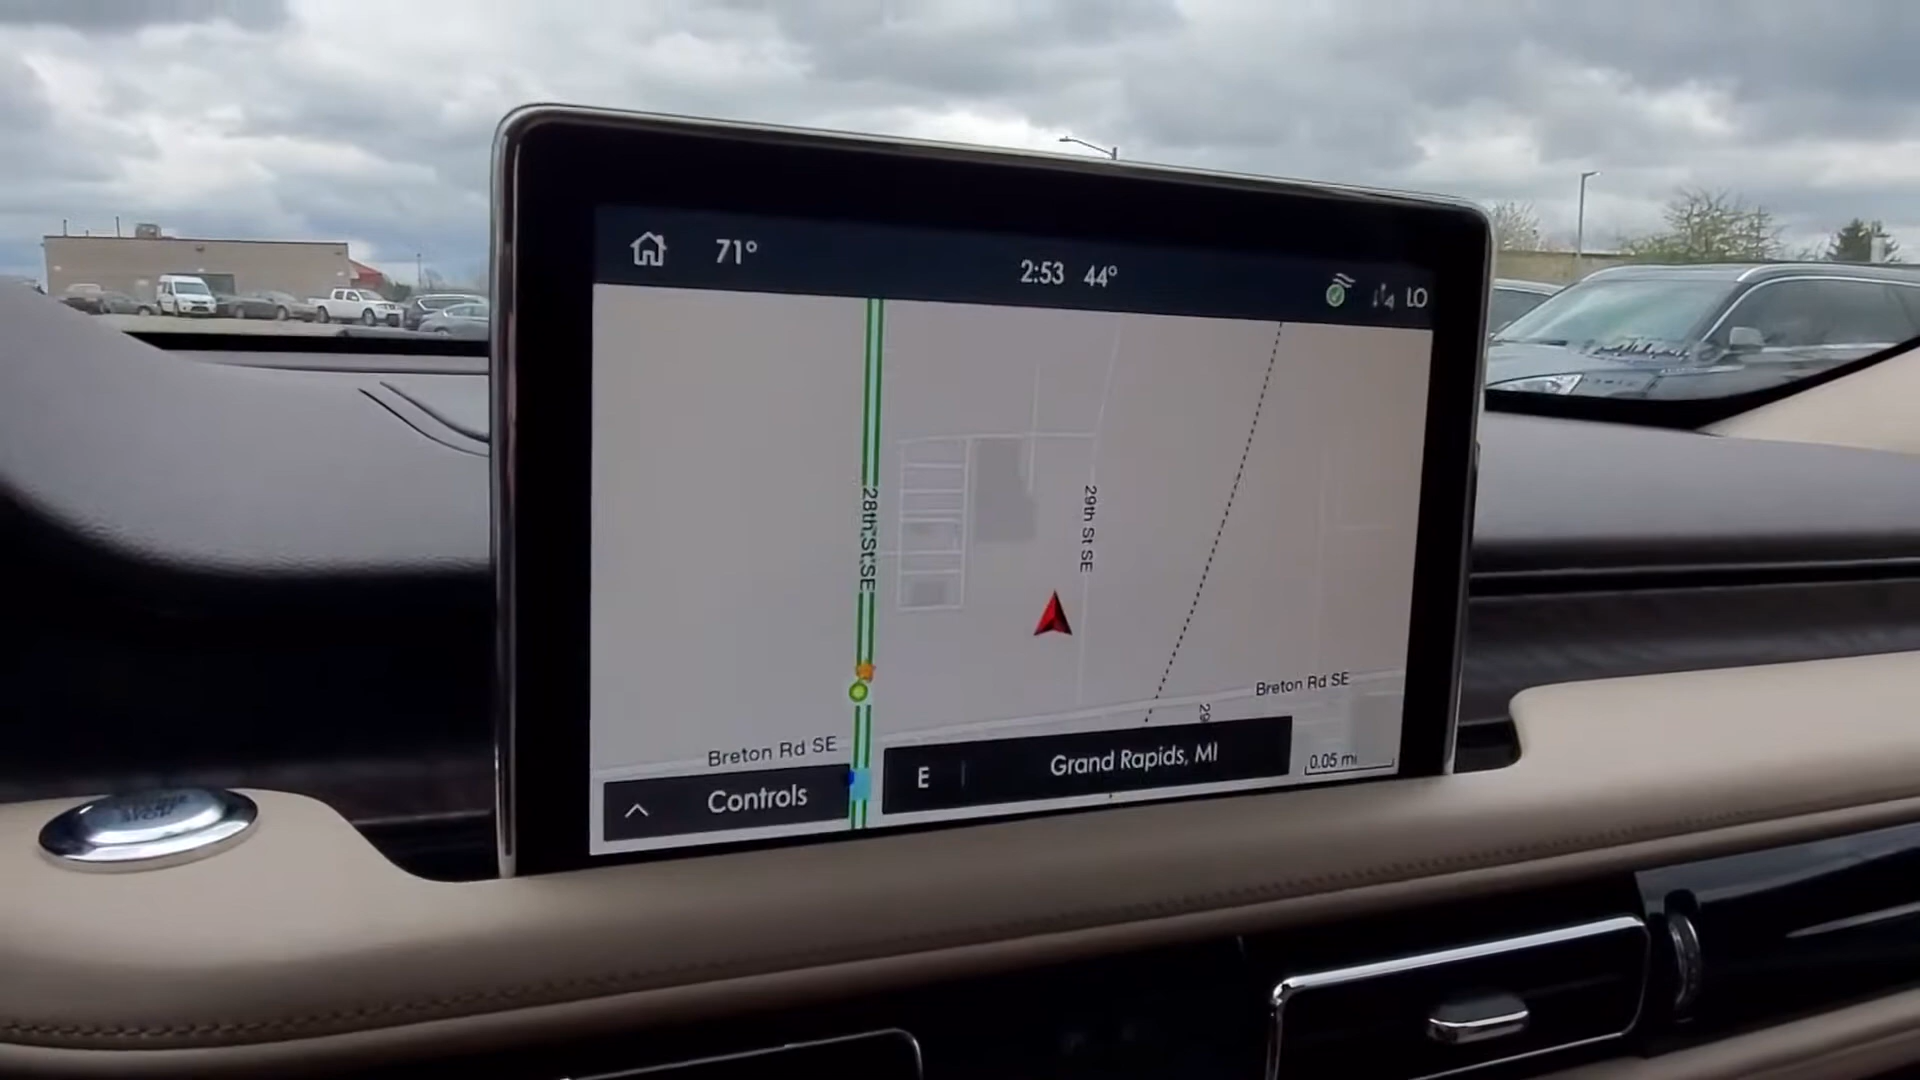 71°
2:53 44°
LO
28th St SE
29th St SE
Breton Rd SE
29
Breton Rd SE
Controls
E
Grand Rapids, MI
0.05 mi